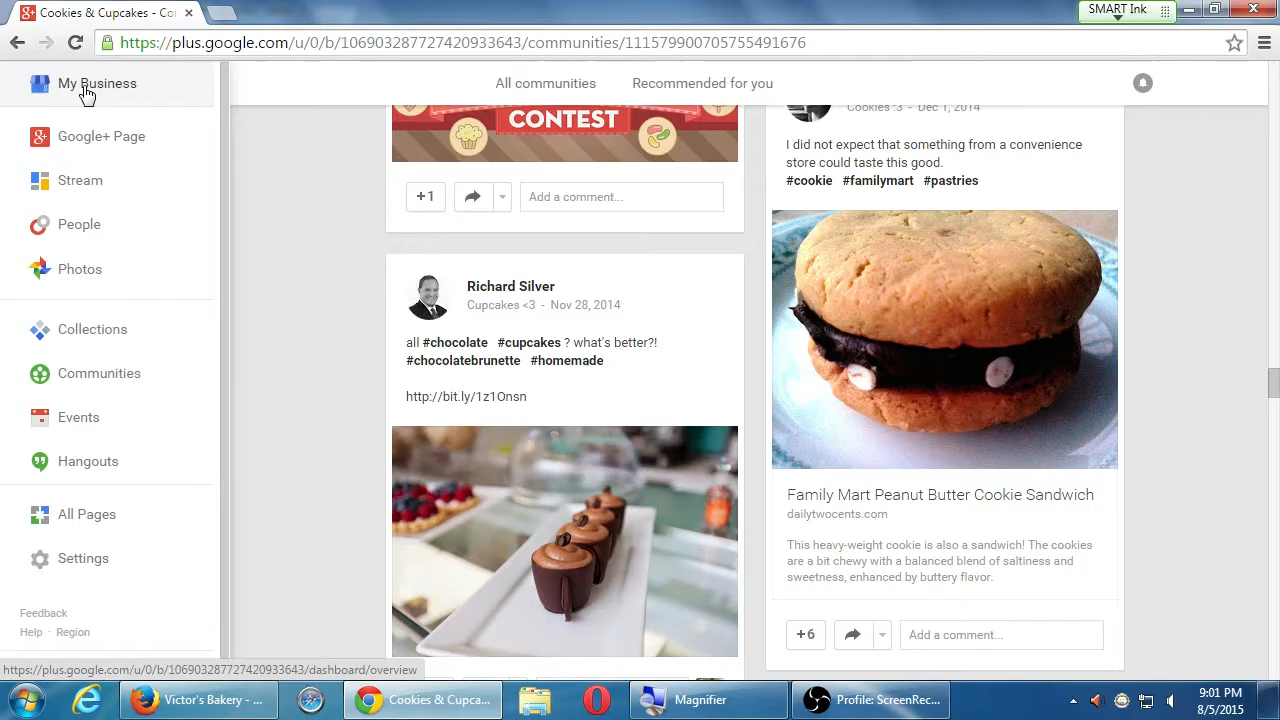 Cookies & Cupcakes - Co
SMART Ink
https://plus.google.com/u/0/b/106903287727420933643/communities/111579900705755491676
My Business
All communities
Recommended for you
Google+ Page
Stream
People
Photos
Collections
Communities
Events
Hangouts
All Pages
Settings
Feedback
Help · Region
CONTEST
+1
Add a comment...
Richard Silver
Cupcakes <3 - Nov 28, 2014
all #chocolate #cupcakes ? what's better?!
#chocolatebrunette #homemade
http://bit.ly/1z1Onsn
Cookies :3 - Dec 1, 2014
I did not expect that something from a convenience
store could taste this good.
#cookie #familymart #pastries
Family Mart Peanut Butter Cookie Sandwich
dailytwocents.com
This heavy-weight cookie is also a sandwich! The cookies
are a bit chewy with a balanced blend of saltiness and
sweetness, enhanced by buttery flavor.
+6
Add a comment...
https://plus.google.com/u/0/b/106903287727420933643/dashboard/overview
Victor's Bakery - ...
Cookies & Cupca...
Magnifier
Profile: ScreenRec...
9:01 PM
8/5/2015